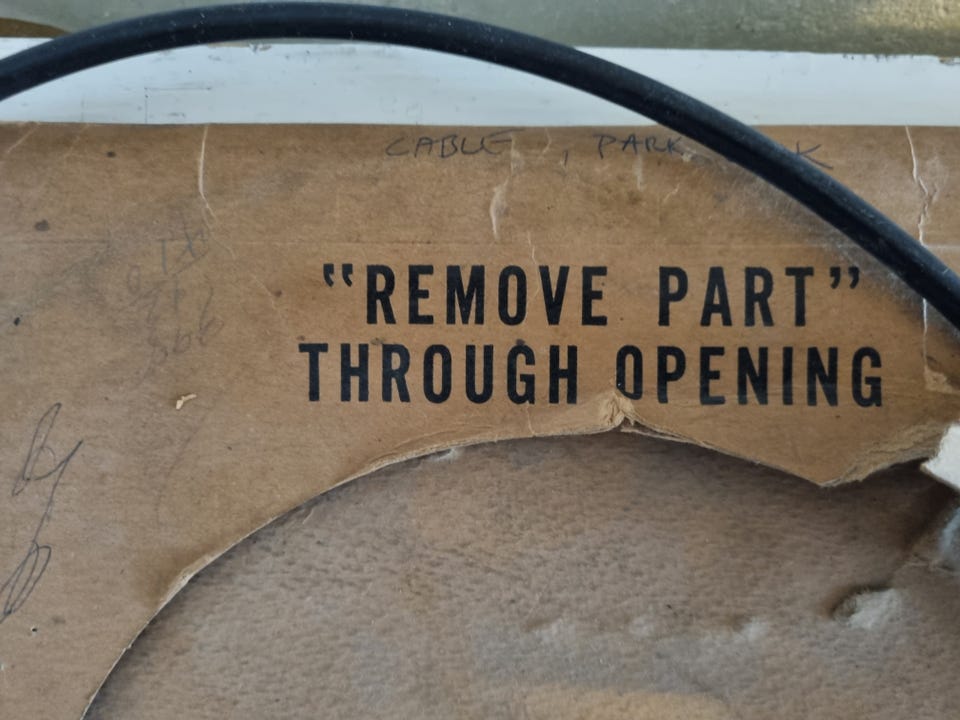 CABLE, PARK
"REMOVE PART"
THROUGH OPENING